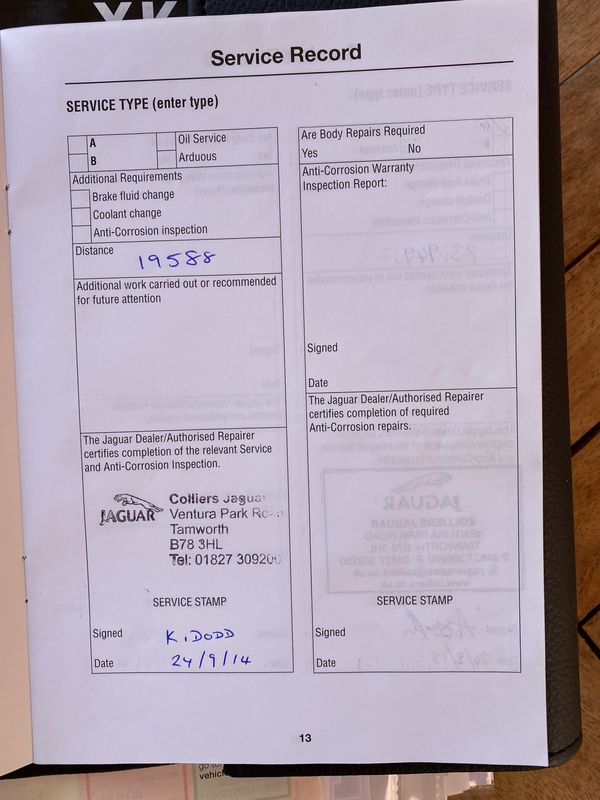 XK
Service Record
SERVICE TYPE (enter type)
A
Oil Service
B
Arduous
Additional Requirements
Brake fluid change
Coolant change
Anti-Corrosion inspection
Distance
19588
Additional work carried out or recommended
for future attention
The Jaguar Dealer/Authorised Repairer
certifies completion of the relevant Service
and Anti-Corrosion Inspection.
JAGUAR
Colliers Jaguar
Ventura Park Road
Tamworth
B78 3HL
Tel: 01827 309200
SERVICE STAMP
Signed K. DODD
Date 24/9/14
Are Body Repairs Required
Yes No
Anti-Corrosion Warranty
Inspection Report:
Signed
Date
The Jaguar Dealer/Authorised Repairer
certifies completion of required
Anti-Corrosion repairs.
SERVICE STAMP
Signed
Date
13